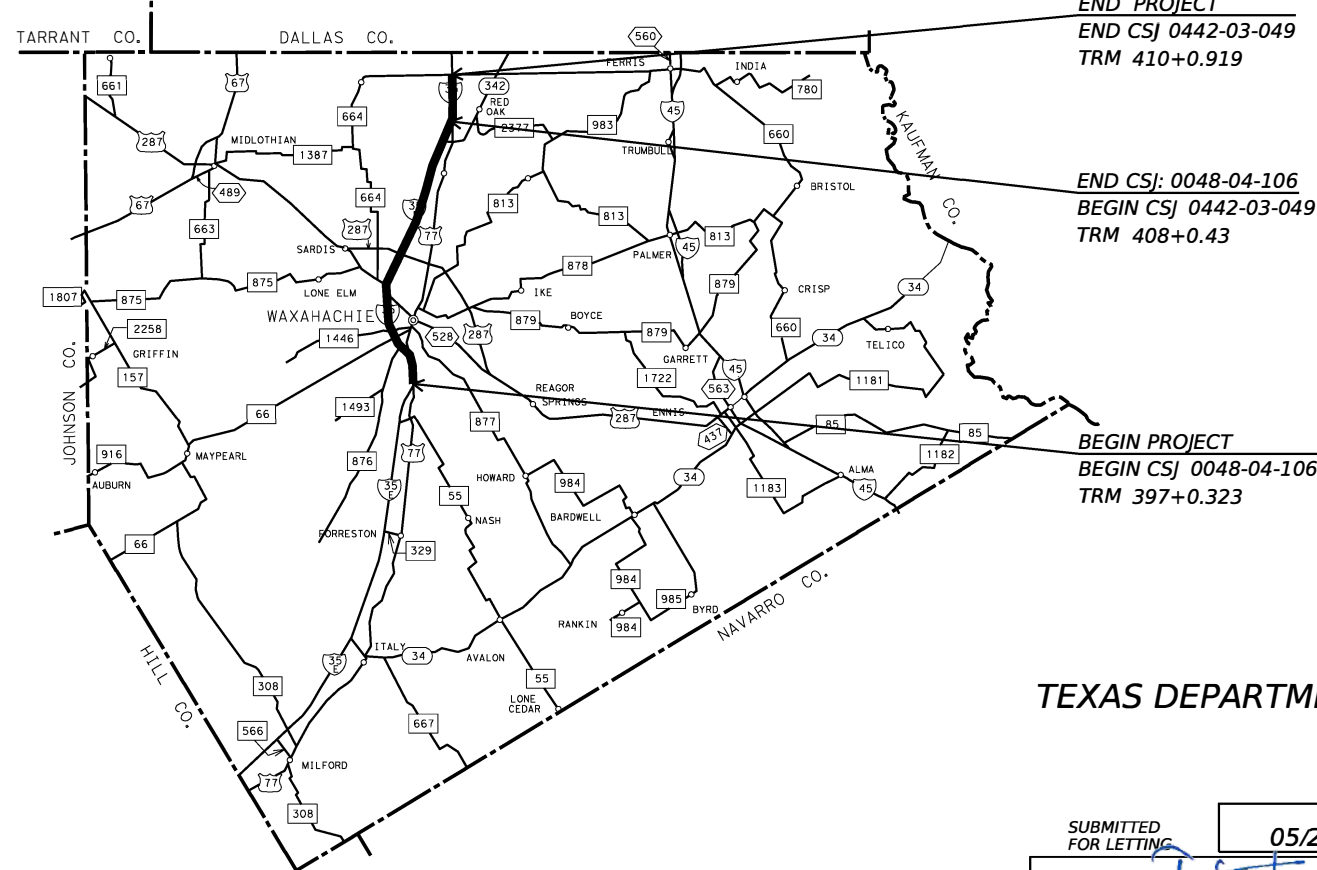 END PROJECT
END CSJ 0442-03-049
TRM 410+0.919
TARRANT CO.
DALLAS CO.
560
FERRIS
INDIA
661
67
342
RED
OAK
45
780
KAUFMAN CO.
664
2377
983
660
287
MIDLOTHIAN
1387
TRUMBULL
END CSJ: 0048-04-106
BEGIN CSJ 0442-03-049
TRM 408+0.43
489
664
BRISTOL
67
813
813
663
287
77
813
SARDIS
45
PALMER
878
875
879
34
1807
875
LONE ELM
IKE
CRISP
WAXAHACHIE
BOYCE
879
879
660
2258
528
287
34
TELICO
GRIFFIN
1446
GARRETT
JOHNSON CO.
157
1722
45
563
1181
REAGOR
SPRINGS
1493
66
287
ENNIS
877
85
85
437
BEGIN PROJECT
BEGIN CSJ 0048-04-106
TRM 397+0.323
916
MAYPEARL
876
77
1182
AUBURN
HOWARD
984
34
ALMA
35
E
1183
45
55
BARDWELL
NASH
66
FORRESTON
329
984
985
BYRD
RANKIN
984
NAVARRO CO.
HILL CO.
ITALY
34
AVALON
35
E
308
55
LONE
CEDAR
667
566
MILFORD
77
308
TEXAS DEPARTM
SUBMITTED
FOR LETTING
05/2